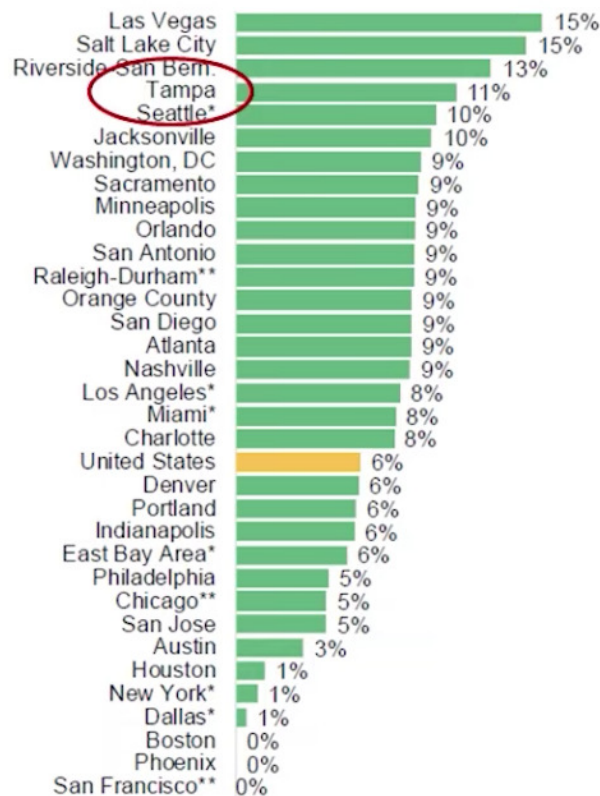 Las Vegas 15%
Salt Lake City 15%
Riverside-San Bern. 13%
Tampa 11%
Seattle* 10%
Jacksonville 10%
Washington, DC 9%
Sacramento 9%
Minneapolis 9%
Orlando 9%
San Antonio 9%
Raleigh-Durham** 9%
Orange County 9%
San Diego 9%
Atlanta 9%
Nashville 9%
Los Angeles* 8%
Miami* 8%
Charlotte 8%
United States 6%
Denver 6%
Portland 6%
Indianapolis 6%
East Bay Area* 6%
Philadelphia 5%
Chicago** 5%
San Jose 5%
Austin 3%
Houston 1%
New York* 1%
Dallas* 1%
Boston 0%
Phoenix 0%
San Francisco** 0%